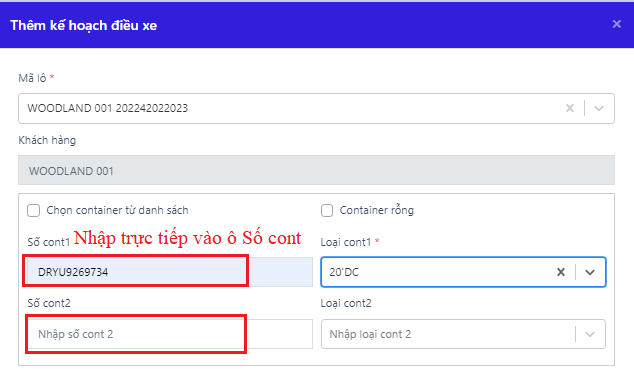 Thêm kế hoạch điều xe ×
Mã lô *
WOODLAND 001 202242022023
Khách hàng
WOODLAND 001
Chọn container từ danh sách Container rỗng
Số cont1 Nhập trực tiếp vào ô Số cont Loại cont1 *
DRYU9269734 20'DC
Số cont2 Loại cont2
Nhập số cont 2 Nhập loại cont 2